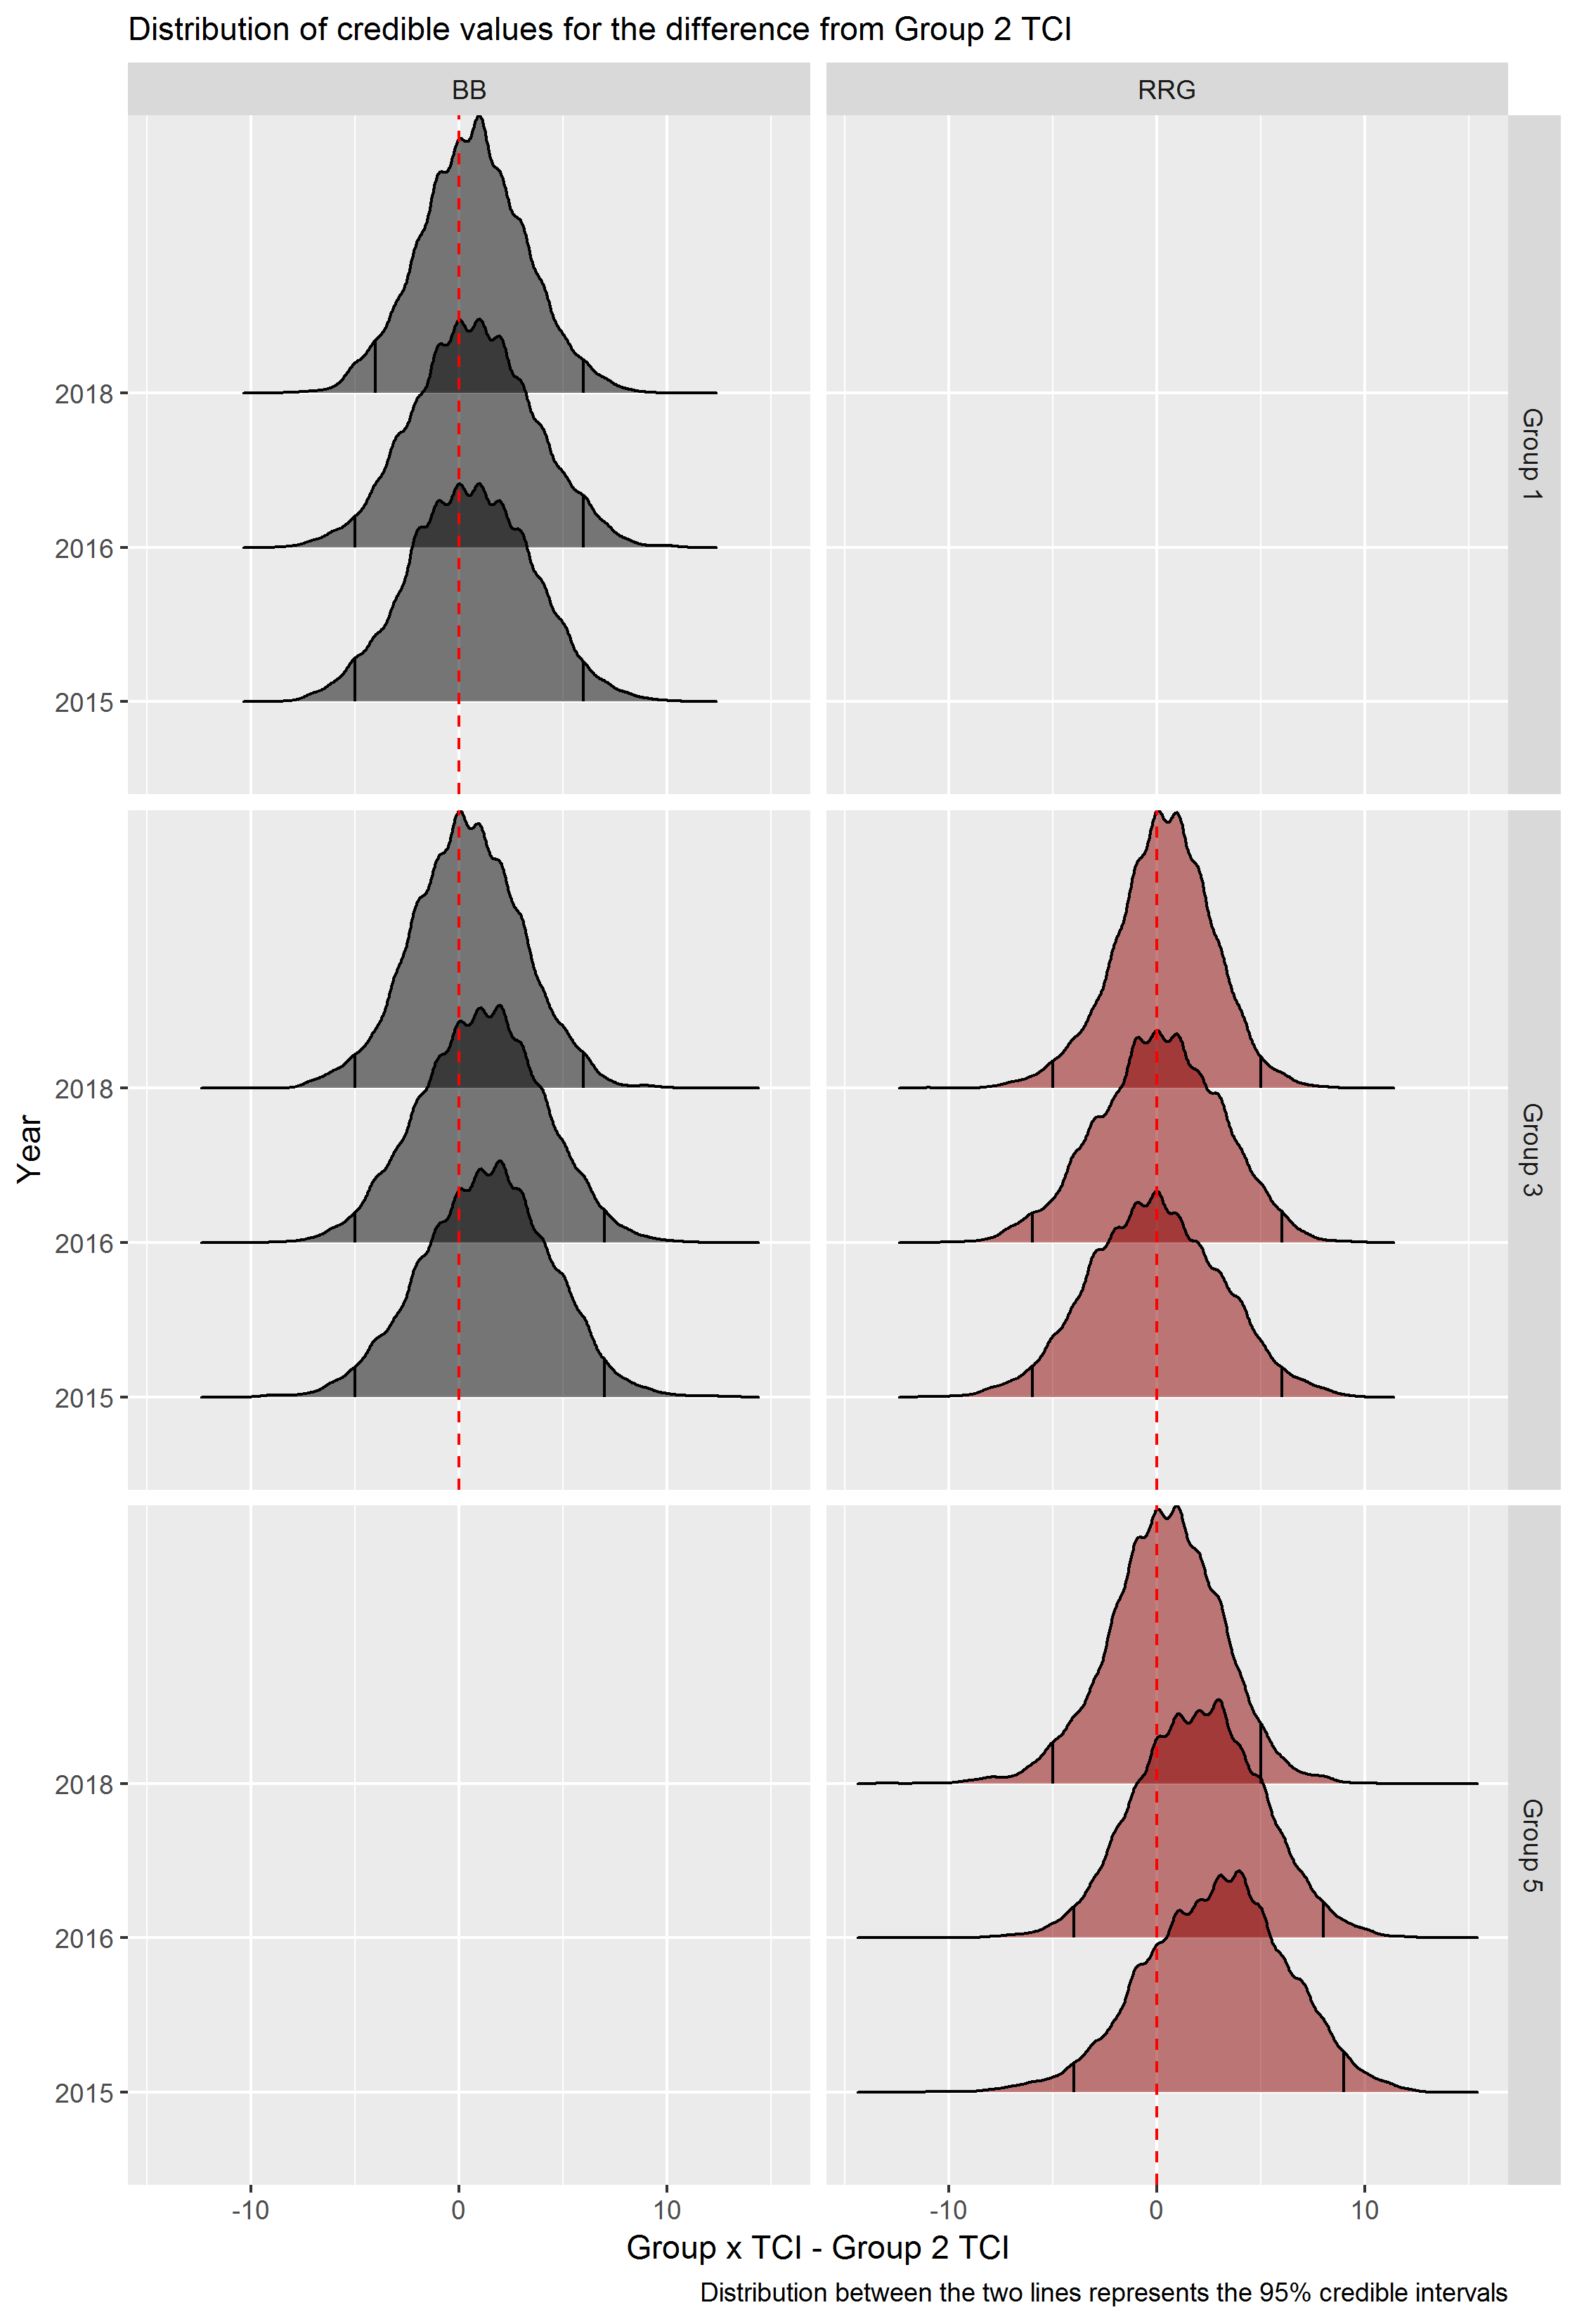 Distribution of credible values for the difference from Group 2 TCI
BB
RRG
2018
2016
2015
Group 1
2018
2016
2015
Group 3
Year
2018
2016
2015
Group 5
-10
0
10
-10
0
10
Group x TCI - Group 2 TCI
Distribution between the two lines represents the 95% credible intervals